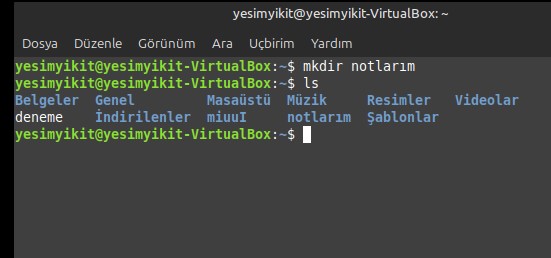 yesimyikit@yesimyikit-VirtualBox: ~
Dosya Düzenle Görünüm Ara Uçbirim Yardım
yesimyikit@yesimyikit-VirtualBox:~$ mkdir notlarım
yesimyikit@yesimyikit-VirtualBox:~$ ls
Belgeler Genel Masaüstü Müzik Resimler Videolar
deneme İndirilenler miuuI notlarım Şablonlar
yesimyikit@yesimyikit-VirtualBox:~$